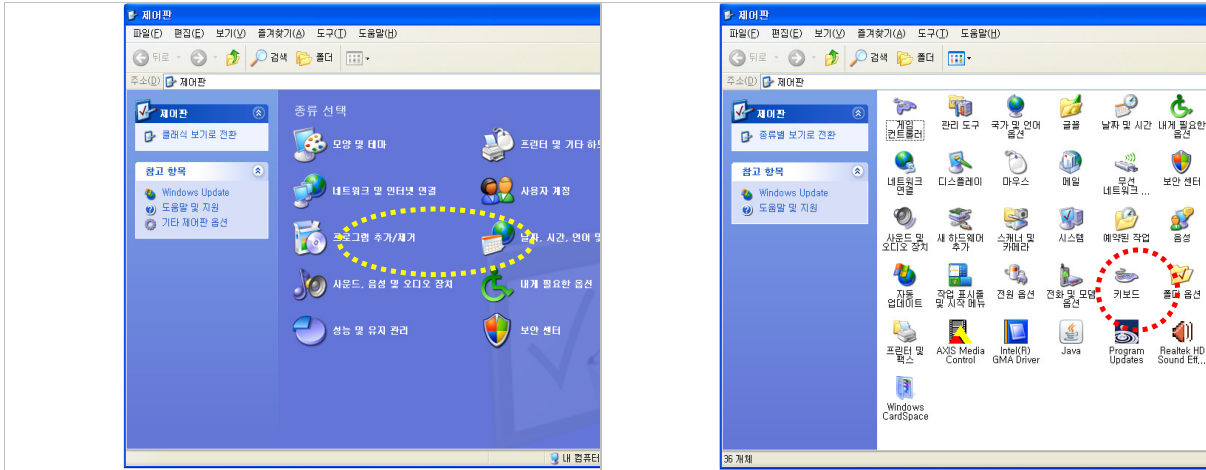 제어판
파일(F) 편집(E) 보기(V) 즐겨찾기(A) 도구(T) 도움말(H)
뒤로 검색 폴더
주소(D) 제어판
제어판
클래식 보기로 전환
참고 항목
Windows Update
도움말 및 지원
기타 제어판 옵션
종류 선택
모양 및 테마
프린터 및 기타 하드
네트워크 및 인터넷 연결
사용자 계정
프로그램 추가/제거
날짜, 시간, 언어 및
사운드, 음성 및 오디오 장치
내게 필요한 옵션
성능 및 유지 관리
보안 센터
내 컴퓨터
제어판
파일(F) 편집(E) 보기(V) 즐겨찾기(A) 도구(T) 도움말(H)
뒤로 검색 폴더
주소(D) 제어판
제어판
종류별 보기로 전환
참고 항목
Windows Update
도움말 및 지원
게임
컨트롤러
관리 도구
국가 및 언어
옵션
글꼴
날짜 및 시간
내게 필요한
옵션
네트워크
연결
디스플레이
마우스
메일
무선
네트워크 ...
보안 센터
사운드 및
오디오 장치
새 하드웨어
추가
스캐너 및
카메라
시스템
예약된 작업
음성
자동
업데이트
작업 표시줄
및 시작 메뉴
전원 옵션
전화 및 모뎀
옵션
키보드
폴더 옵션
프린터 및
팩스
AXIS Media
Control
Intel(R)
GMA Driver
Java
Program
Updates
Realtek HD
Sound Eff...
Windows
CardSpace
36 개체